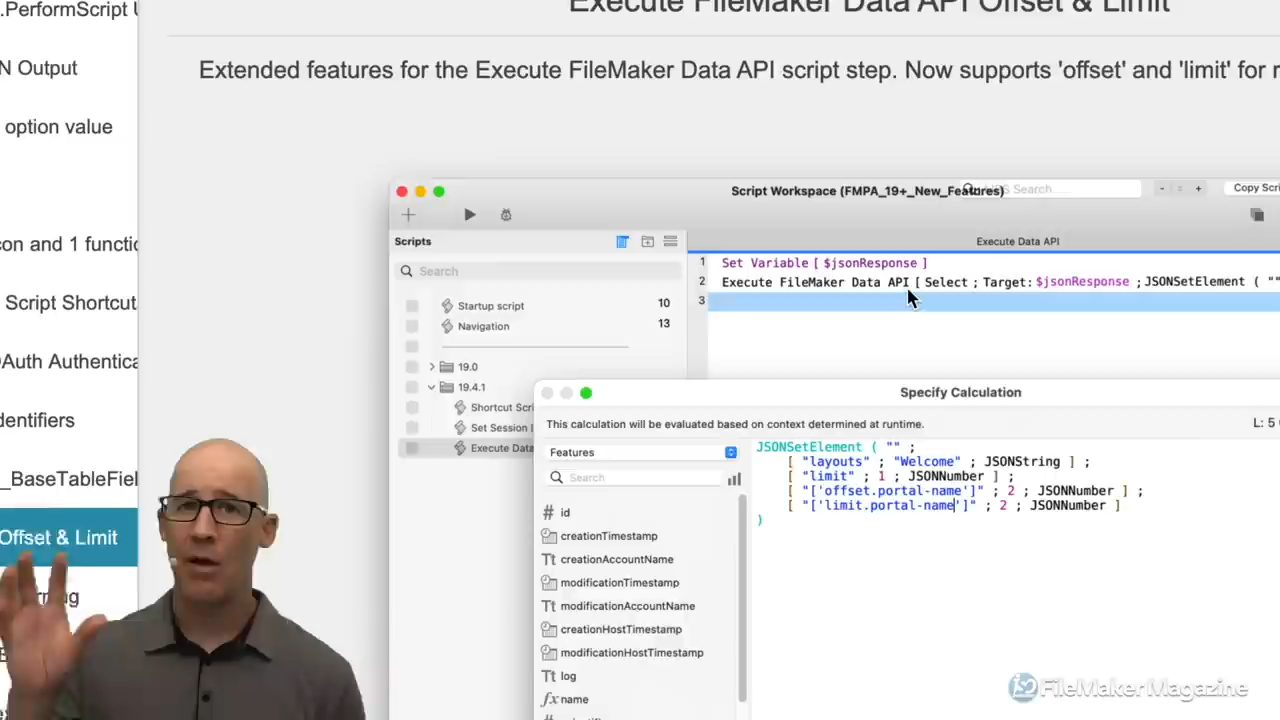 .PerformScript
N Output
option value
on and 1 functio
Script Shortcut
OAuth Authentica
dentifiers
_BaseTableFiel
Offset & Limit
Execute FileMaker Data API Offset & Limit
Extended features for the Execute FileMaker Data API script step. Now supports 'offset' and 'limit' for
Script Workspace (FMPA_19+_New_Features)
Search
Copy Scri
Scripts
Execute Data API
Search
1 Set Variable [ $jsonResponse ]
2 Execute FileMaker Data API [ Select ; Target: $jsonResponse ; JSONSetElement ( ""
3
Startup script 10
Navigation 13
19.0
19.4.1
Shortcut Scri
Set Session
Execute Data
Specify Calculation
This calculation will be evaluated based on context determined at runtime.
L: 5
Features
Search
id
creationTimestamp
creationAccountName
modificationTimestamp
modificationAccountName
creationHostTimestamp
modificationHostTimestamp
log
name
JSONSetElement ( "" ;
[ "layouts" ; "Welcome" ; JSONString ] ;
[ "limit" ; 1 ; JSONNumber ] ;
[ "['offset.portal-name']" ; 2 ; JSONNumber ] ;
[ "['limit.portal-name']" ; 2 ; JSONNumber ]
)
FileMaker Magazine